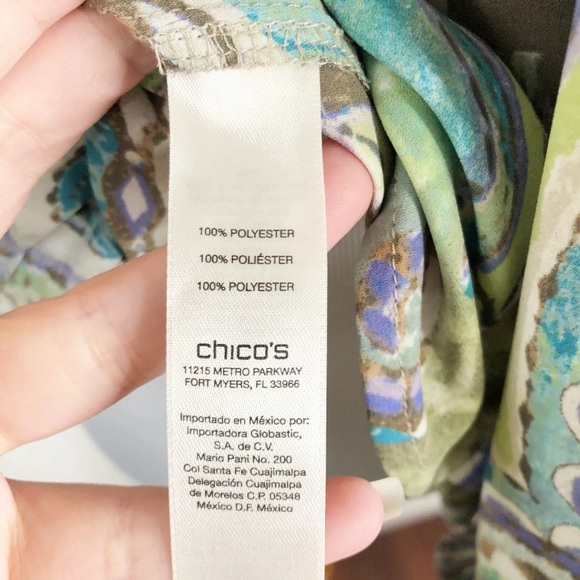 100% POLYESTER
100% POLIÉSTER
100% POLYESTER
chico's
11215 METRO PARKWAY
FORT MYERS, FL 33966
Importado en México por:
Importadora Globastic,
S.A. de C.V.
Mario Pani No. 200
Col Santa Fe Cuajimalpa
Delegación Cuajimalpa
de Morelos C.P. 05348
México D.F. México